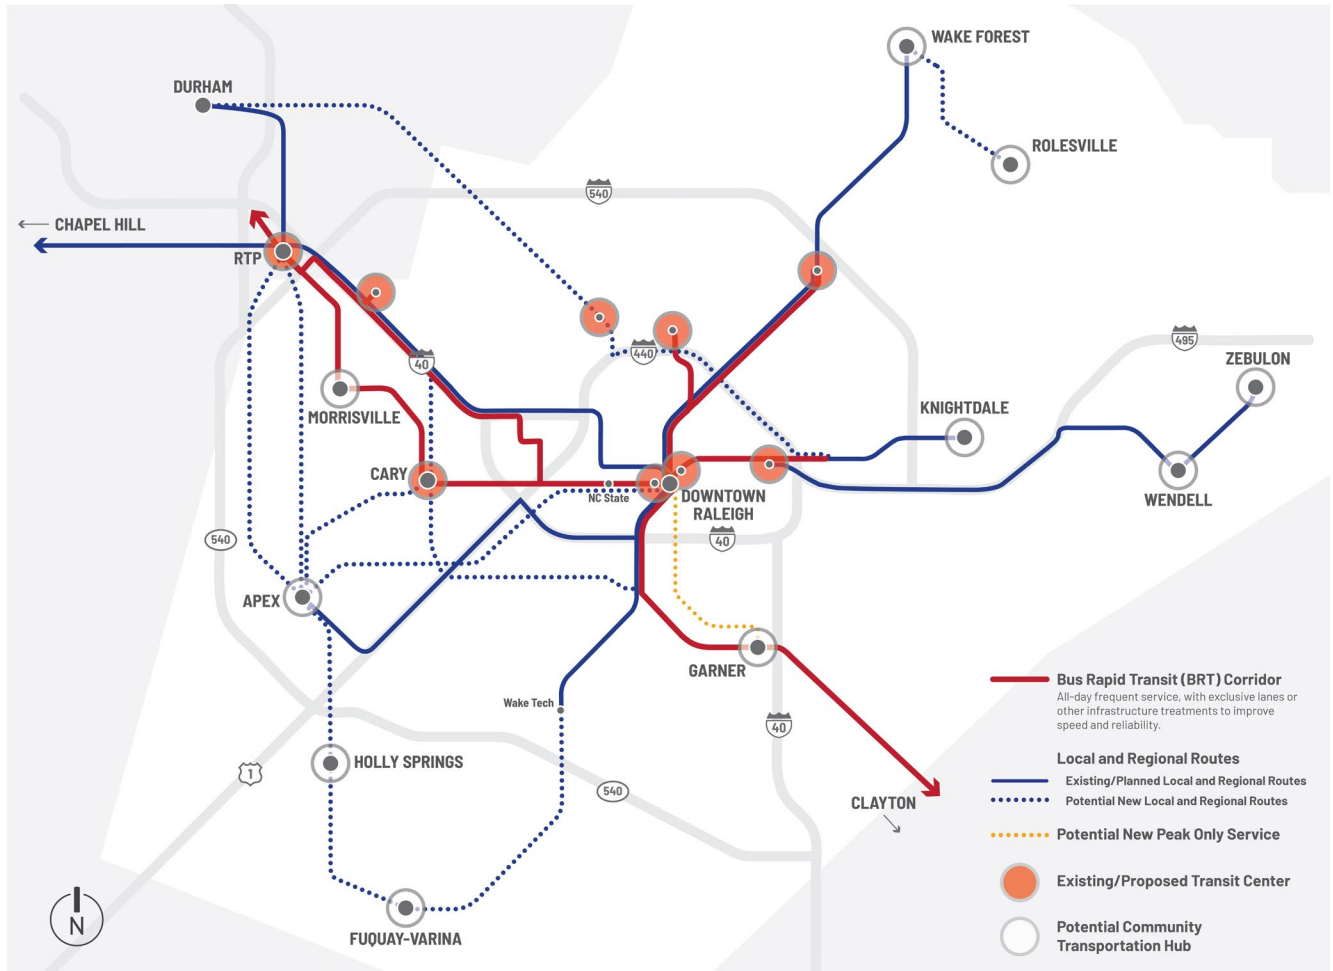 WAKE FOREST
DURHAM
ROLESVILLE
540
CHAPEL HILL
RTP
495
440
ZEBULON
40
MORRISVILLE
KNIGHTDALE
CARY
NC State
DOWNTOWN
RALEIGH
WENDELL
540
40
APEX
GARNER
Wake Tech
40
HOLLY SPRINGS
1
540
CLAYTON
FUQUAY-VARINA
N
Bus Rapid Transit (BRT) Corridor
All-day frequent service, with exclusive lanes or
other infrastructure treatments to improve
speed and reliability.
Local and Regional Routes
Existing/Planned Local and Regional Routes
Potential New Local and Regional Routes
Potential New Peak Only Service
Existing/Proposed Transit Center
Potential Community
Transportation Hub